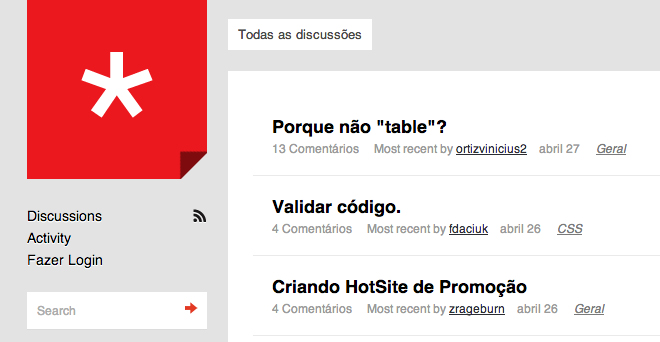 Todas as discussões
Discussions
Activity
Fazer Login
Search
Porque não "table"?
13 Comentários Most recent by ortizvinicius2 abril 27 Geral
Validar código.
4 Comentários Most recent by fdaciuk abril 26 CSS
Criando HotSite de Promoção
4 Comentários Most recent by zrageburn abril 26 Geral